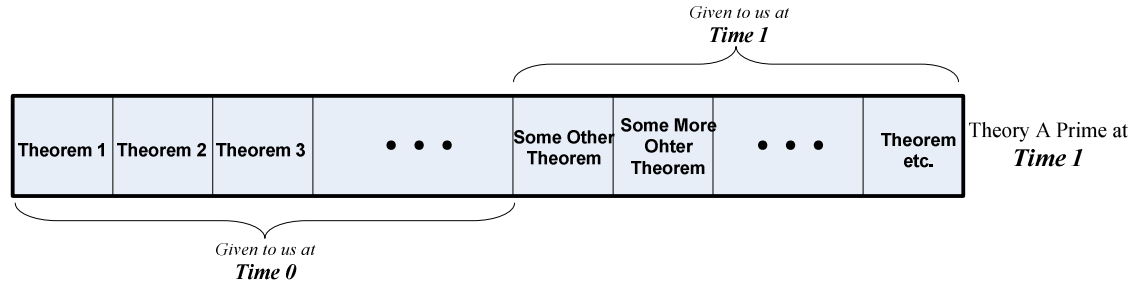 Given to us at
Time 1
Theorem 1
Theorem 2
Theorem 3
• • •
Some Other
Theorem
Some More
Ohter
Theorem
• • •
Theorem
etc.
Theory A Prime at
Time 1
Given to us at
Time 0